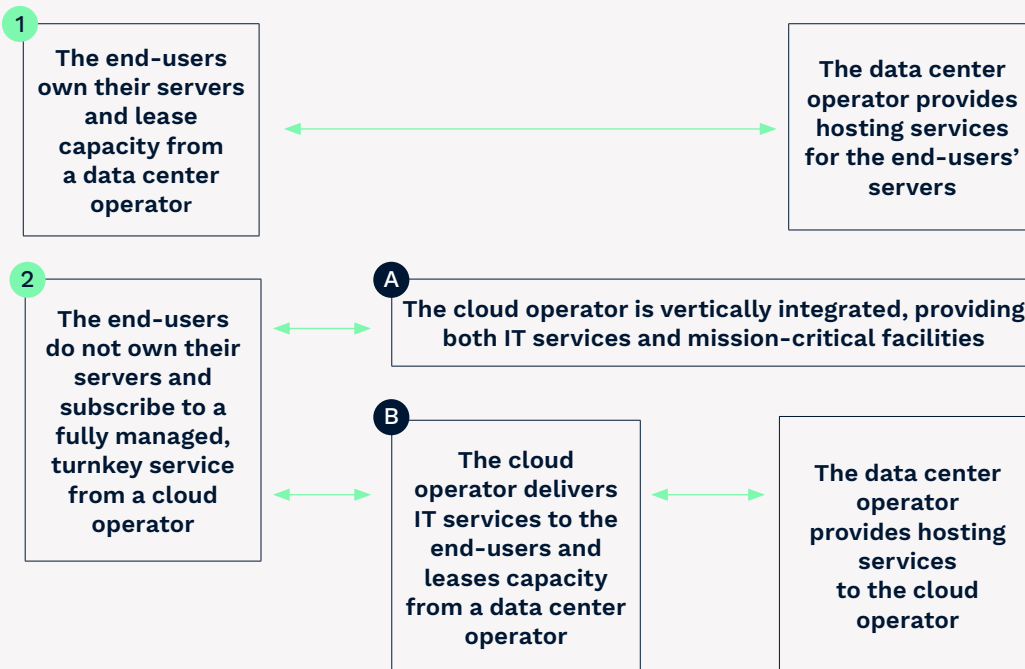 1
The end-users
own their servers
and lease
capacity from
a data center
operator
The data center
operator provides
hosting services
for the end-users’
servers
2
The end-users
do not own their
servers and
subscribe to a
fully managed,
turnkey service
from a cloud
operator
A
The cloud operator is vertically integrated, providing
both IT services and mission-critical facilities
B
The cloud
operator delivers
IT services to the
end-users and
leases capacity
from a data center
operator
The data center
operator
provides hosting
services
to the cloud
operator